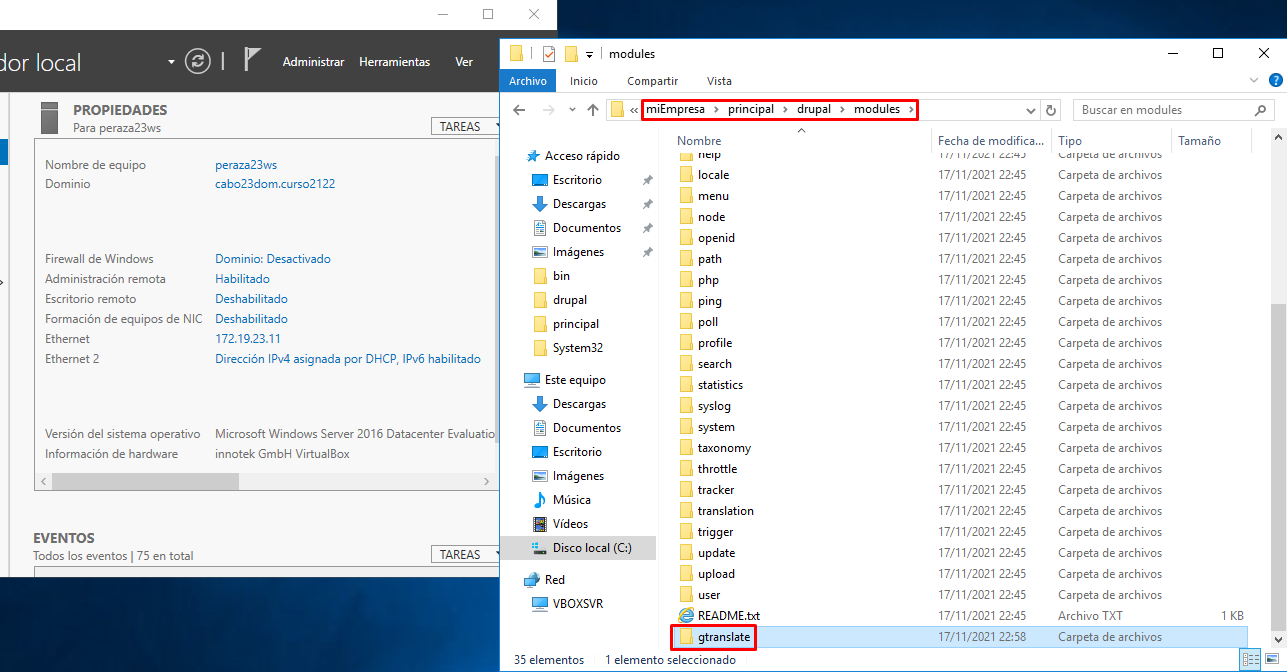 dor local
Administrar Herramientas Ver
PROPIEDADES
Para peraza23ws
TAREAS
Nombre de equipo peraza23ws
Dominio cabo23dom.curso2122
Firewall de Windows Dominio: Desactivado
Administración remota Habilitado
Escritorio remoto Deshabilitado
Formación de equipos de NIC Deshabilitado
Ethernet 172.19.23.11
Ethernet 2 Dirección IPv4 asignada por DHCP, IPv6 habilitado
Versión del sistema operativo Microsoft Windows Server 2016 Datacenter Evaluatio
Información de hardware innotek GmbH VirtualBox
EVENTOS
Todos los eventos | 75 en total
TAREAS
modules
Archivo Inicio Compartir Vista
« miEmpresa > principal > drupal > modules >
Buscar en modules
Nombre Fecha de modifica... Tipo Tamaño
Acceso rápido
Escritorio
Descargas
Documentos
Imágenes
bin
drupal
principal
System32
Este equipo
Descargas
Documentos
Escritorio
Imágenes
Música
Vídeos
Disco local (C:)
Red
VBOXSVR
help 17/11/2021 22:45 Carpeta de archivos
locale 17/11/2021 22:45 Carpeta de archivos
menu 17/11/2021 22:45 Carpeta de archivos
node 17/11/2021 22:45 Carpeta de archivos
openid 17/11/2021 22:45 Carpeta de archivos
path 17/11/2021 22:45 Carpeta de archivos
php 17/11/2021 22:45 Carpeta de archivos
ping 17/11/2021 22:45 Carpeta de archivos
poll 17/11/2021 22:45 Carpeta de archivos
profile 17/11/2021 22:45 Carpeta de archivos
search 17/11/2021 22:45 Carpeta de archivos
statistics 17/11/2021 22:45 Carpeta de archivos
syslog 17/11/2021 22:45 Carpeta de archivos
system 17/11/2021 22:45 Carpeta de archivos
taxonomy 17/11/2021 22:45 Carpeta de archivos
throttle 17/11/2021 22:45 Carpeta de archivos
tracker 17/11/2021 22:45 Carpeta de archivos
translation 17/11/2021 22:45 Carpeta de archivos
trigger 17/11/2021 22:45 Carpeta de archivos
update 17/11/2021 22:45 Carpeta de archivos
upload 17/11/2021 22:45 Carpeta de archivos
user 17/11/2021 22:45 Carpeta de archivos
README.txt 17/11/2021 22:45 Archivo TXT 1 KB
gtranslate 17/11/2021 22:58 Carpeta de archivos
35 elementos 1 elemento seleccionado